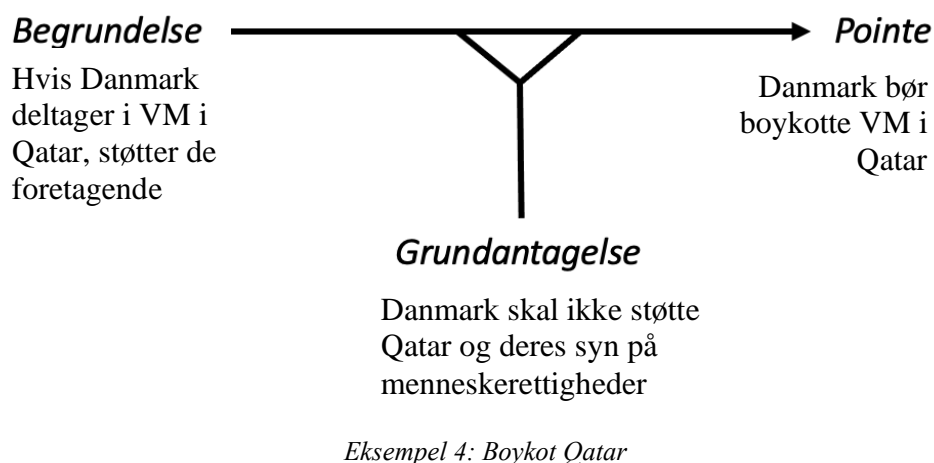 Begrundelse
Pointe
Hvis Danmark
deltager i VM i
Qatar, støtter de
foretagende
Danmark bør
boykotte VM i
Qatar
Grundantagelse
Danmark skal ikke støtte
Qatar og deres syn på
menneskerettigheder
Eksempel 4: Boykot Qatar